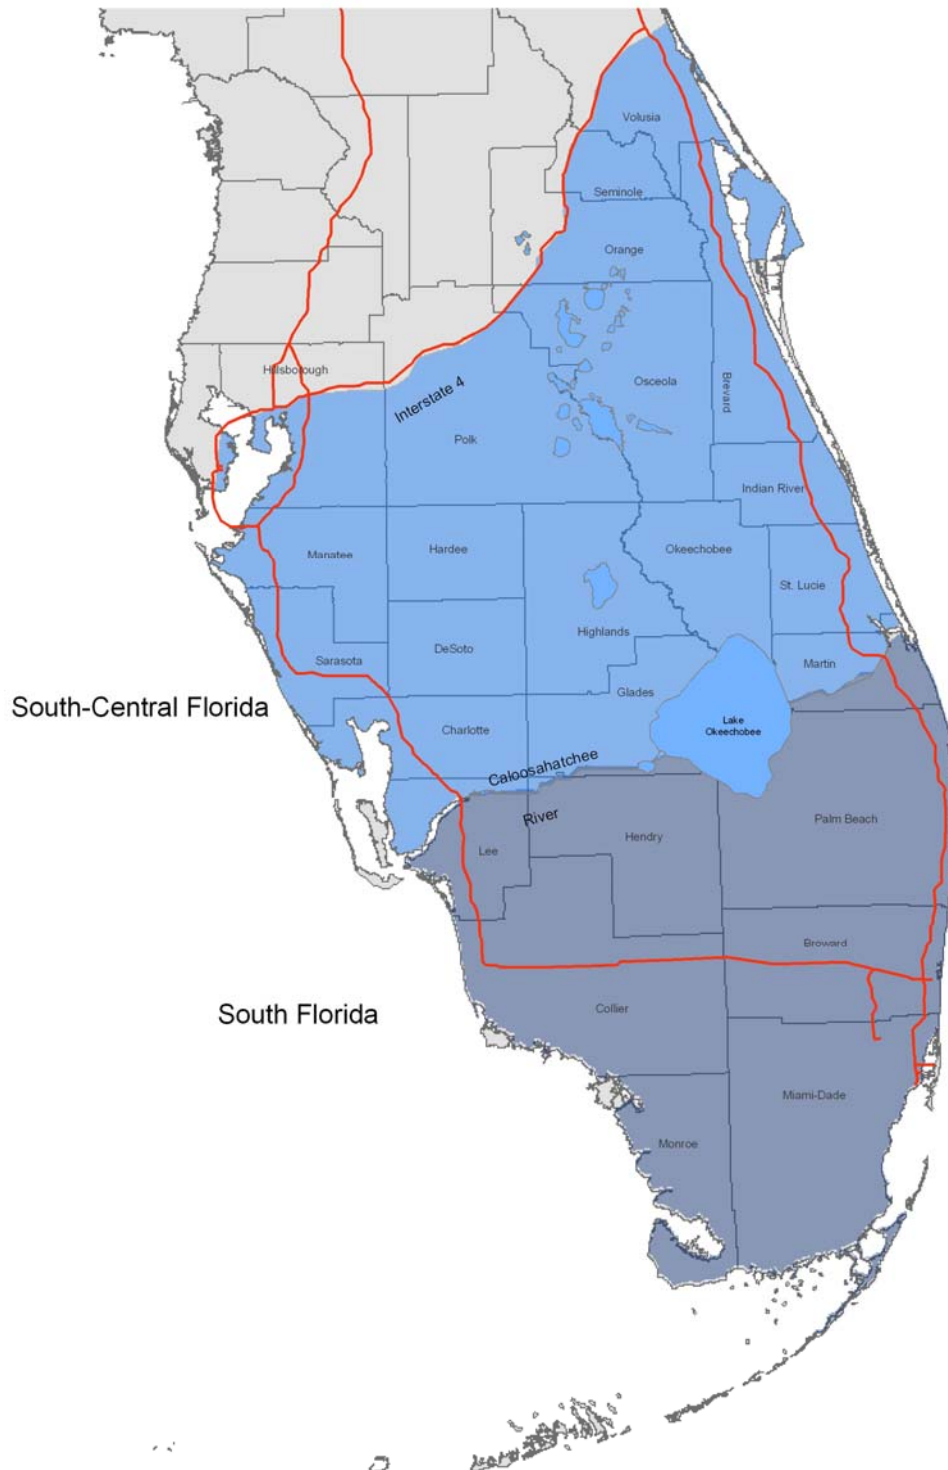 Volusia
Seminole
Orange
Hillsborough
Interstate 4
Osceola
Brevard
Polk
Indian River
Manatee
Hardee
Okeechobee
St. Lucie
Highlands
DeSoto
Sarasota
Martin
Glades
South-Central Florida
Charlotte
Lake
Okeechobee
Caloosahatchee
River
Palm Beach
Hendry
Lee
Broward
South Florida
Collier
Miami-Dade
Monroe